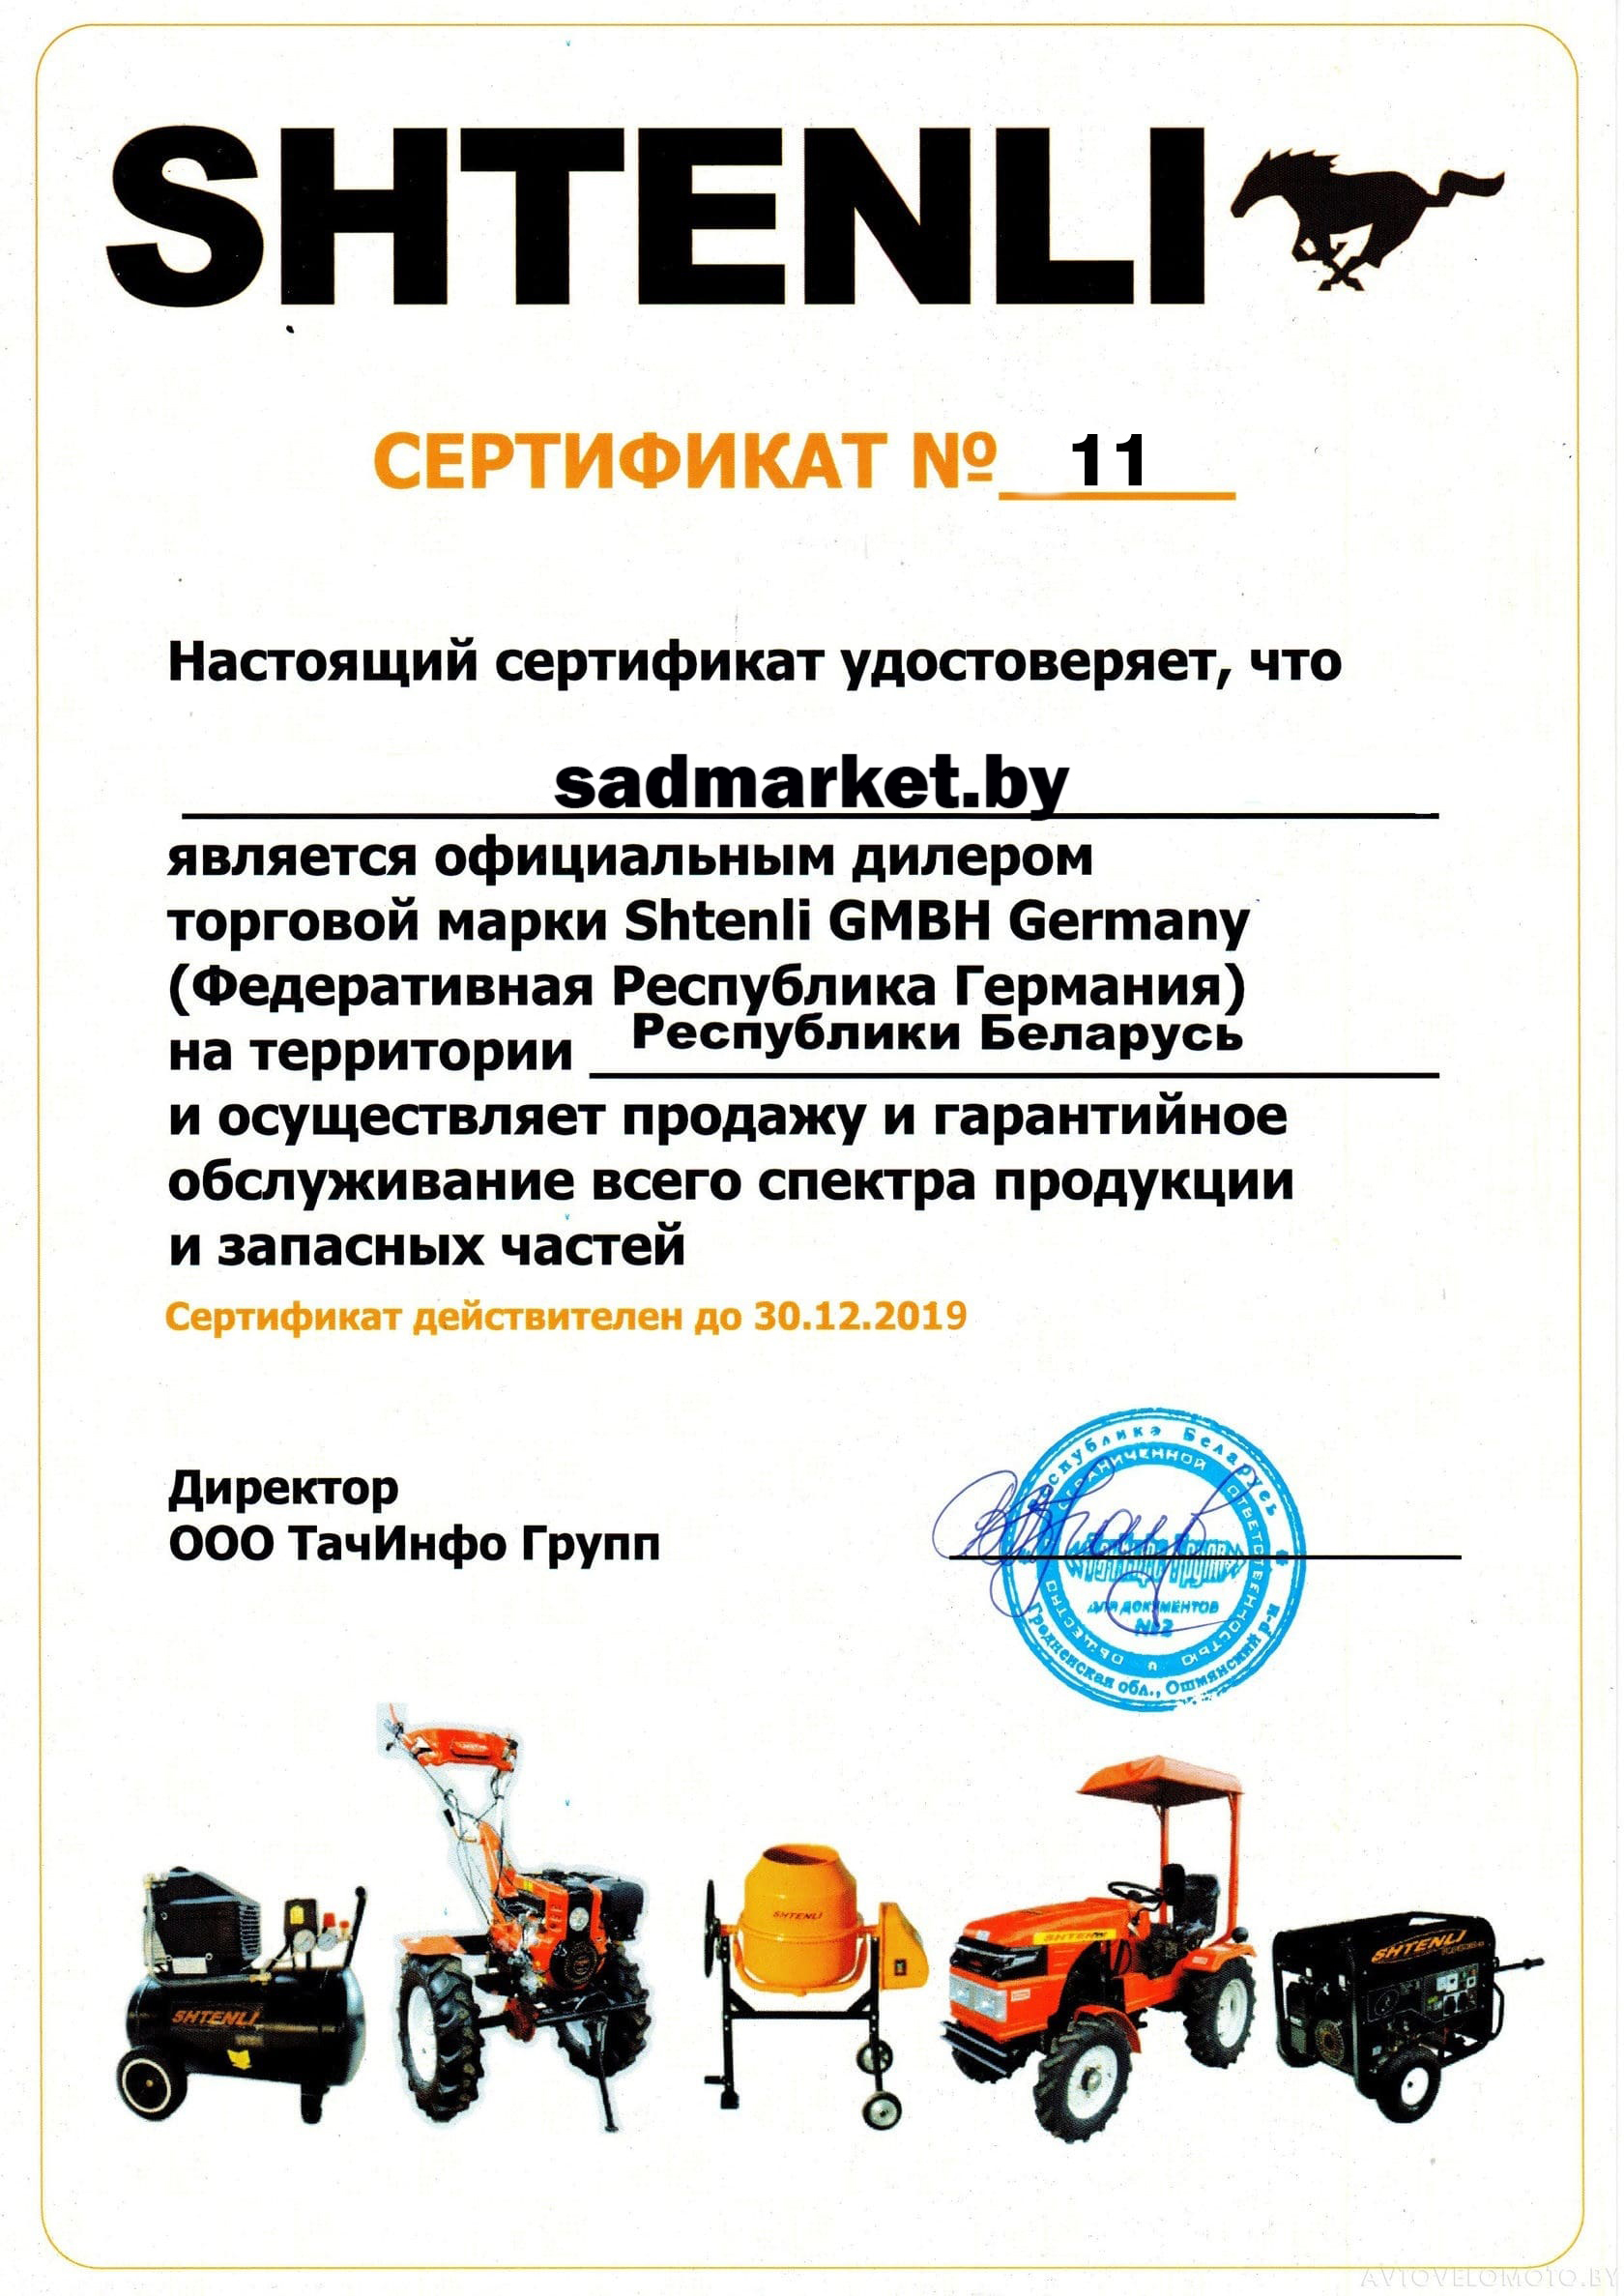 SHTENLI
СЕРТИФИКАТ № 11
Настоящий сертификат удостоверяет, что
sadmarket.by
является официальным дилером
торговой марки Shtenli GMBH Germany
(Федеративная Республика Германия)
на территории Республики Беларусь
и осуществляет продажу и гарантийное
обслуживание всего спектра продукции
и запасных частей
Сертификат действителен до 30.12.2019
Директор
ООО ТачИнфо Групп
Республика Беларусь
Гродненская обл., Ошмянский р-н
ОБЩЕСТВО С ОГРАНИЧЕННОЙ ОТВЕТСТВЕННОСТЬЮ
ДЛЯ ДОКУМЕНТОВ
№2
SHTENLI
SHTENLI
SHTENLI
SHTENLI
AVTOVELOMOTO.BY